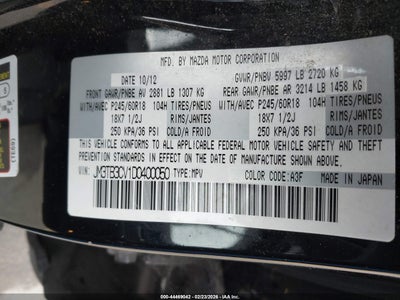 MFG. BY MAZDA MOTOR CORPORATION
DATE 10/12 GVWR/PNBV 5997 LB 2720 KG
FRONT GAWR/PNBE AV 2881 LB 1307 KG REAR GAWR/PNBE AR 3214 LB 1458 KG
WITH/AVEC P245/60R18 104H TIRES/PNEUS WITH/AVEC P245/60R18 104H TIRES/PNEUS
18X7 1/2J RIMS/JANTES 18X7 1/2J RIMS/JANTES
250 KPA/36 PSI COLD/A FROID 250 KPA/36 PSI COLD/A FROID
THIS VEHICLE CONFORMS TO ALL APPLICABLE FEDERAL MOTOR VEHICLE
SAFETY AND THEFT PREVENTION STANDARDS IN EFFECT ON
THE DATE OF MANUFACTURE SHOWN ABOVE.
VIN: JM3TB3CV1D0400050 TYPE: MPV COLOR CODE: A3F MADE IN JAPAN
000-44469042 - 02/23/2026 - IAA Inc.